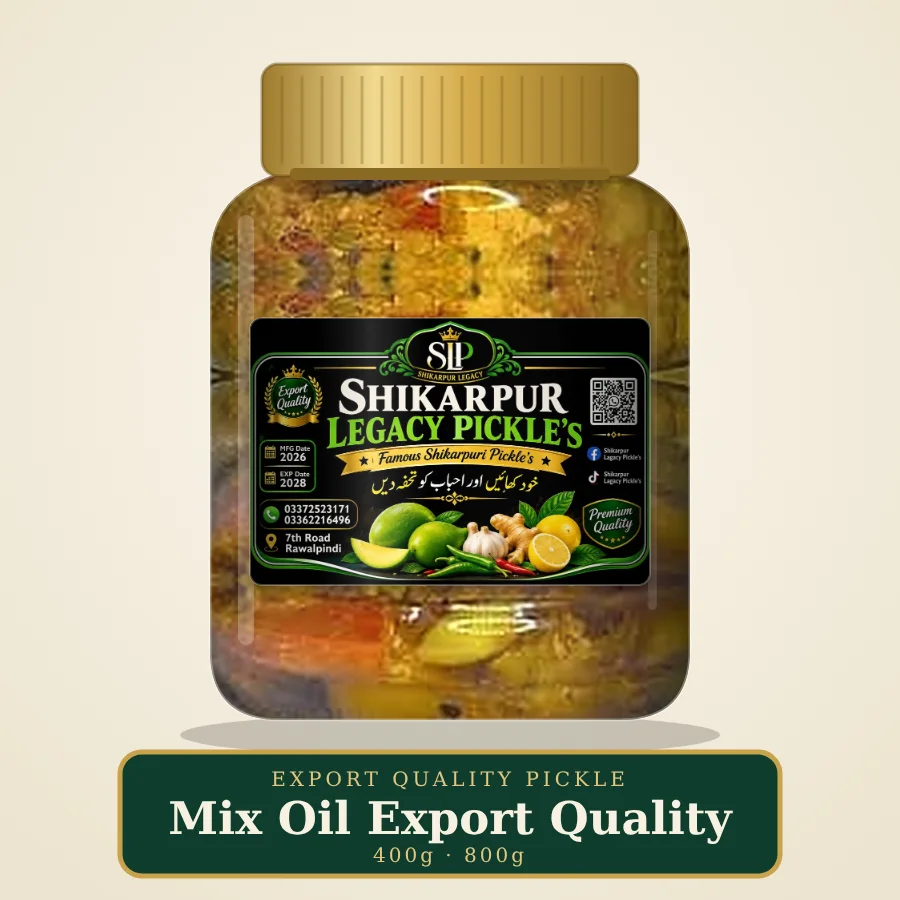 SLP
SHIKARPUR LEGACY
Export
Quality
SHIKARPUR
LEGACY PICKLE'S
Famous Shikarpuri Pickle's
خود کھائیں اور احباب کو تحفہ دیں
MFG Date
2026
EXP Date
2028
03372523171
03362216496
7th Road
Rawalpindi
Shikarpur
Legacy Pickle's
Shikarpur
Legacy Pickle's
Premium
Quality
EXPORT QUALITY PICKLE
Mix Oil Export Quality
400g · 800g